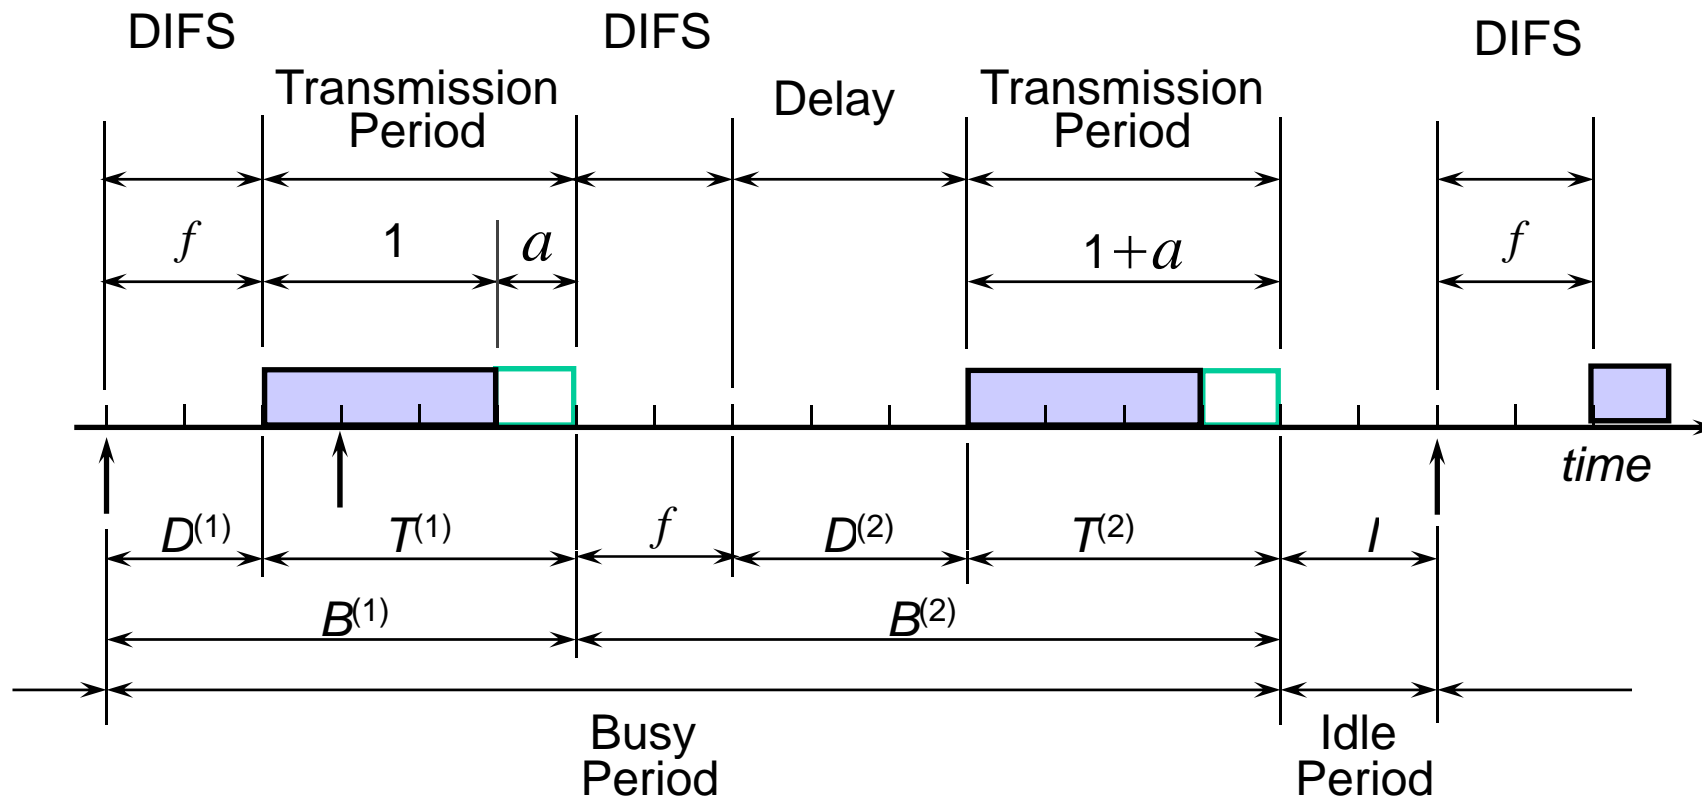 DIFS
DIFS
DIFS
Transmission
Period
Delay
Transmission
Period
f
1
a
1+a
f
time
D(1)
T(1)
f
D(2)
T(2)
I
B(1)
B(2)
Busy
Period
Idle
Period